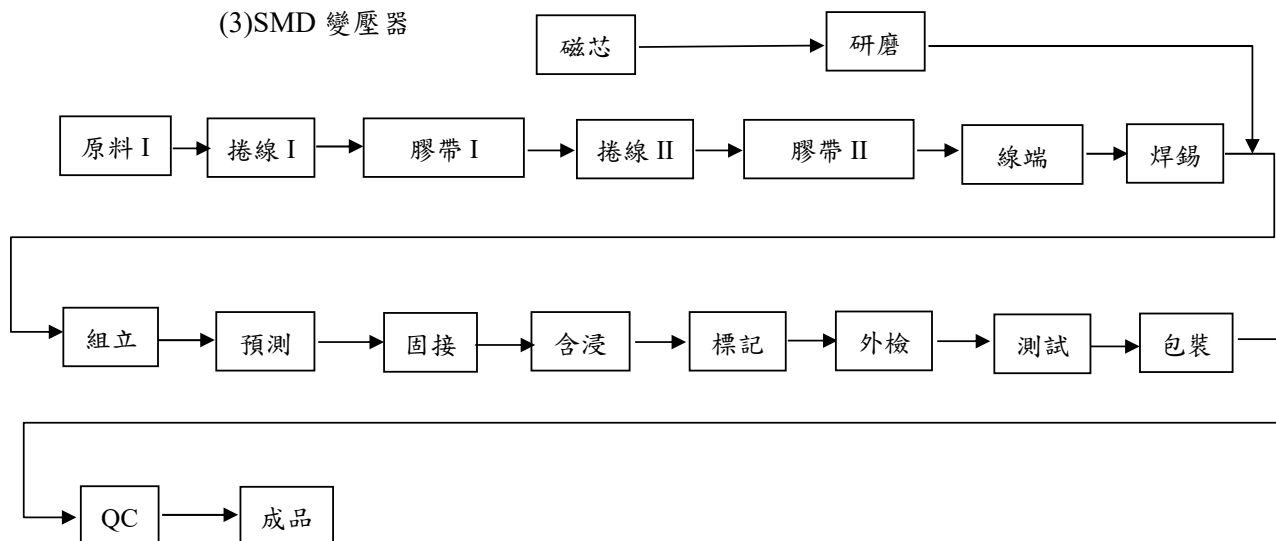 (3)SMD 變壓器
磁芯 研磨
原料 I 捲線 I 膠帶 I 捲線 II 膠帶 II 線端 焊錫
組立 預測 固接 含浸 標記 外檢 測試 包裝
QC 成品